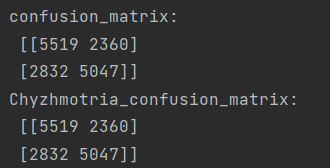 confusion_matrix:
[[5519 2360]
[2832 5047]]
Chyzhmotria_confusion_matrix:
[[5519 2360]
[2832 5047]]